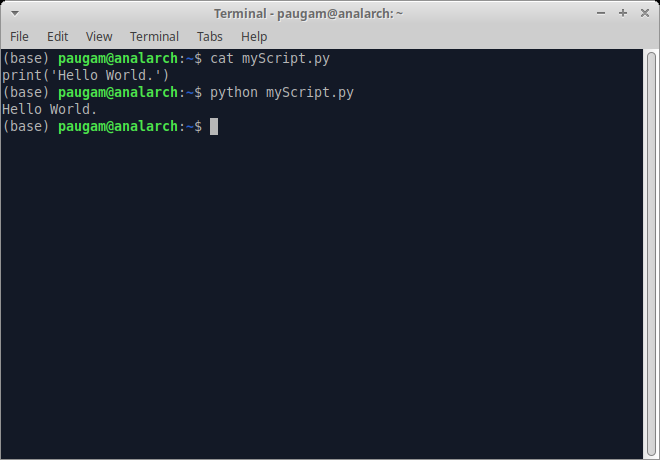 Terminal - paugam@analarch: ~
File Edit View Terminal Tabs Help
(base) paugam@analarch:~$ cat myScript.py
print('Hello World.')
(base) paugam@analarch:~$ python myScript.py
Hello World.
(base) paugam@analarch:~$